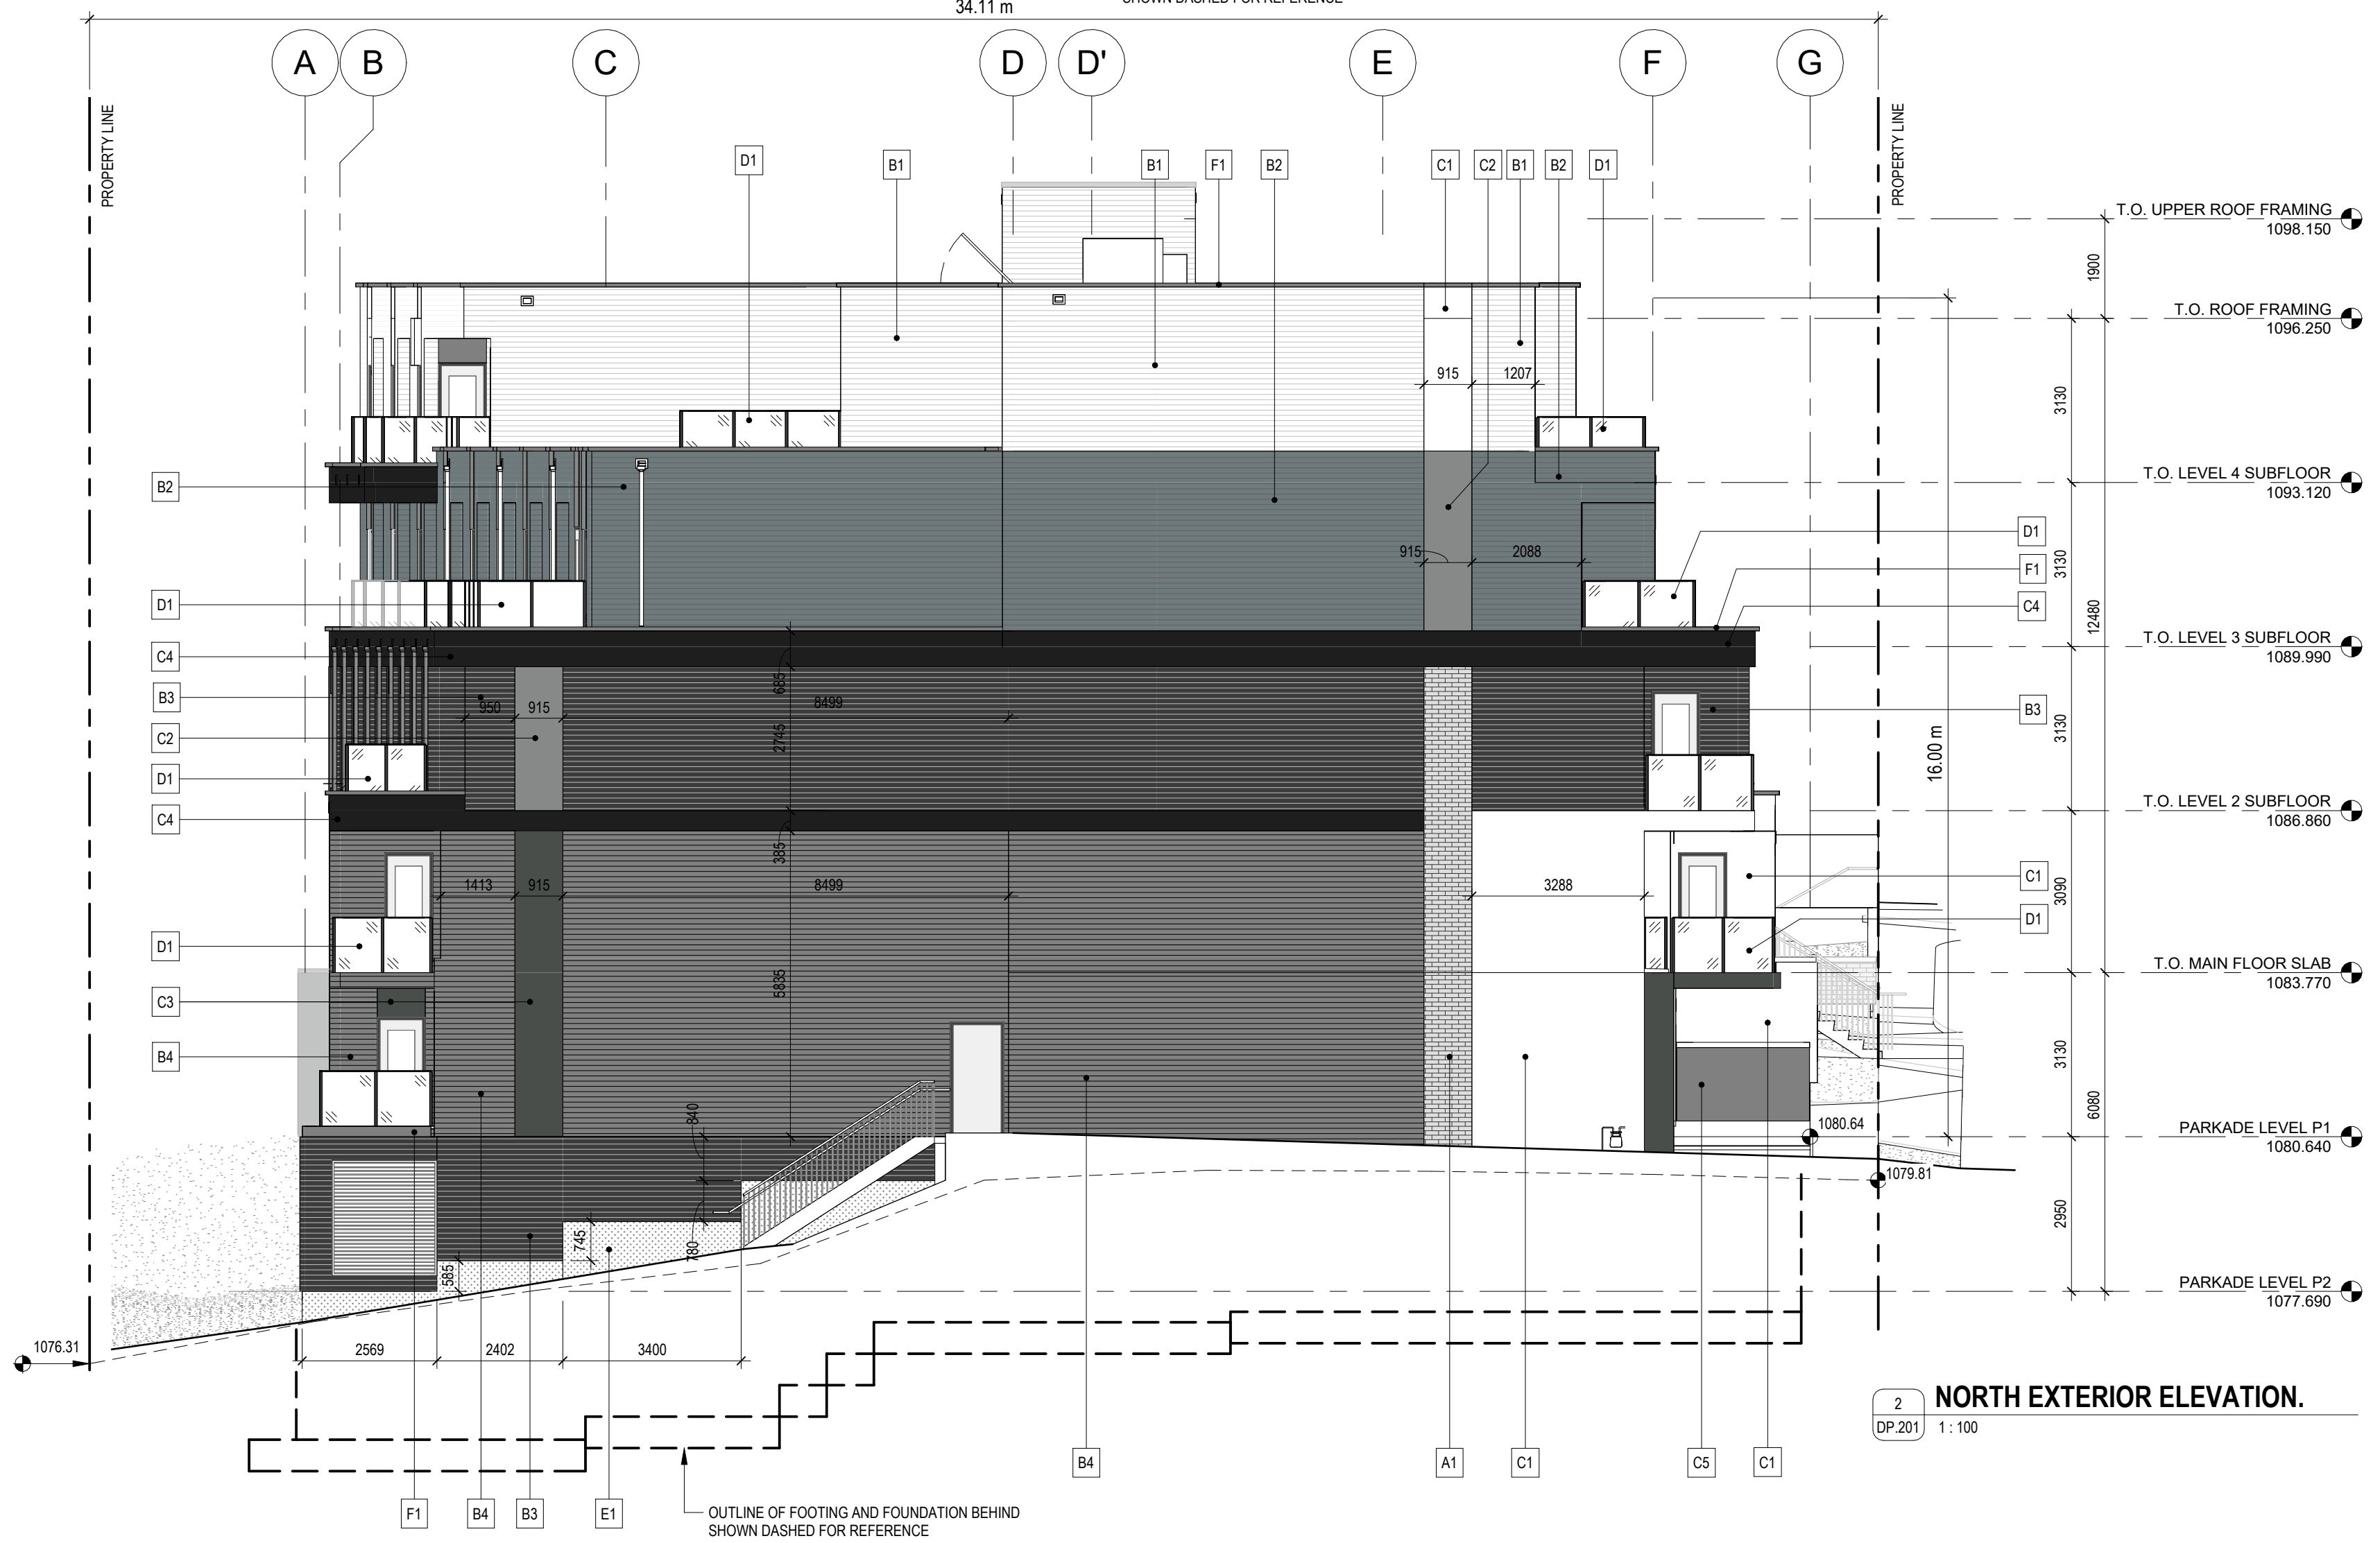 34.11 m
SHOWN DASHED FOR REFERENCE
A
B
C
D
D'
E
F
G
PROPERTY LINE
PROPERTY LINE
D1
B1
B1
F1
B2
C1
C2
B1
B2
D1
T.O. UPPER ROOF FRAMING
1098.150
1900
T.O. ROOF FRAMING
1096.250
915
1207
3130
B2
T.O. LEVEL 4 SUBFLOOR
1093.120
D1
915
2088
3130
F1
D1
C4
12480
C4
T.O. LEVEL 3 SUBFLOOR
1089.990
685
B3
950
915
8499
B3
C2
2745
3130
16.00 m
D1
C4
T.O. LEVEL 2 SUBFLOOR
1086.860
385
1413
915
8499
3288
C1
3090
D1
D1
T.O. MAIN FLOOR SLAB
1083.770
5835
C3
B4
3130
840
6080
1080.64
PARKADE LEVEL P1
1080.640
1079.81
745
780
585
2950
PARKADE LEVEL P2
1077.690
1076.31
2569
2402
3400
2
NORTH EXTERIOR ELEVATION.
DP.201
1 : 100
B4
A1
C1
C5
C1
F1
B4
B3
E1
OUTLINE OF FOOTING AND FOUNDATION BEHIND
SHOWN DASHED FOR REFERENCE